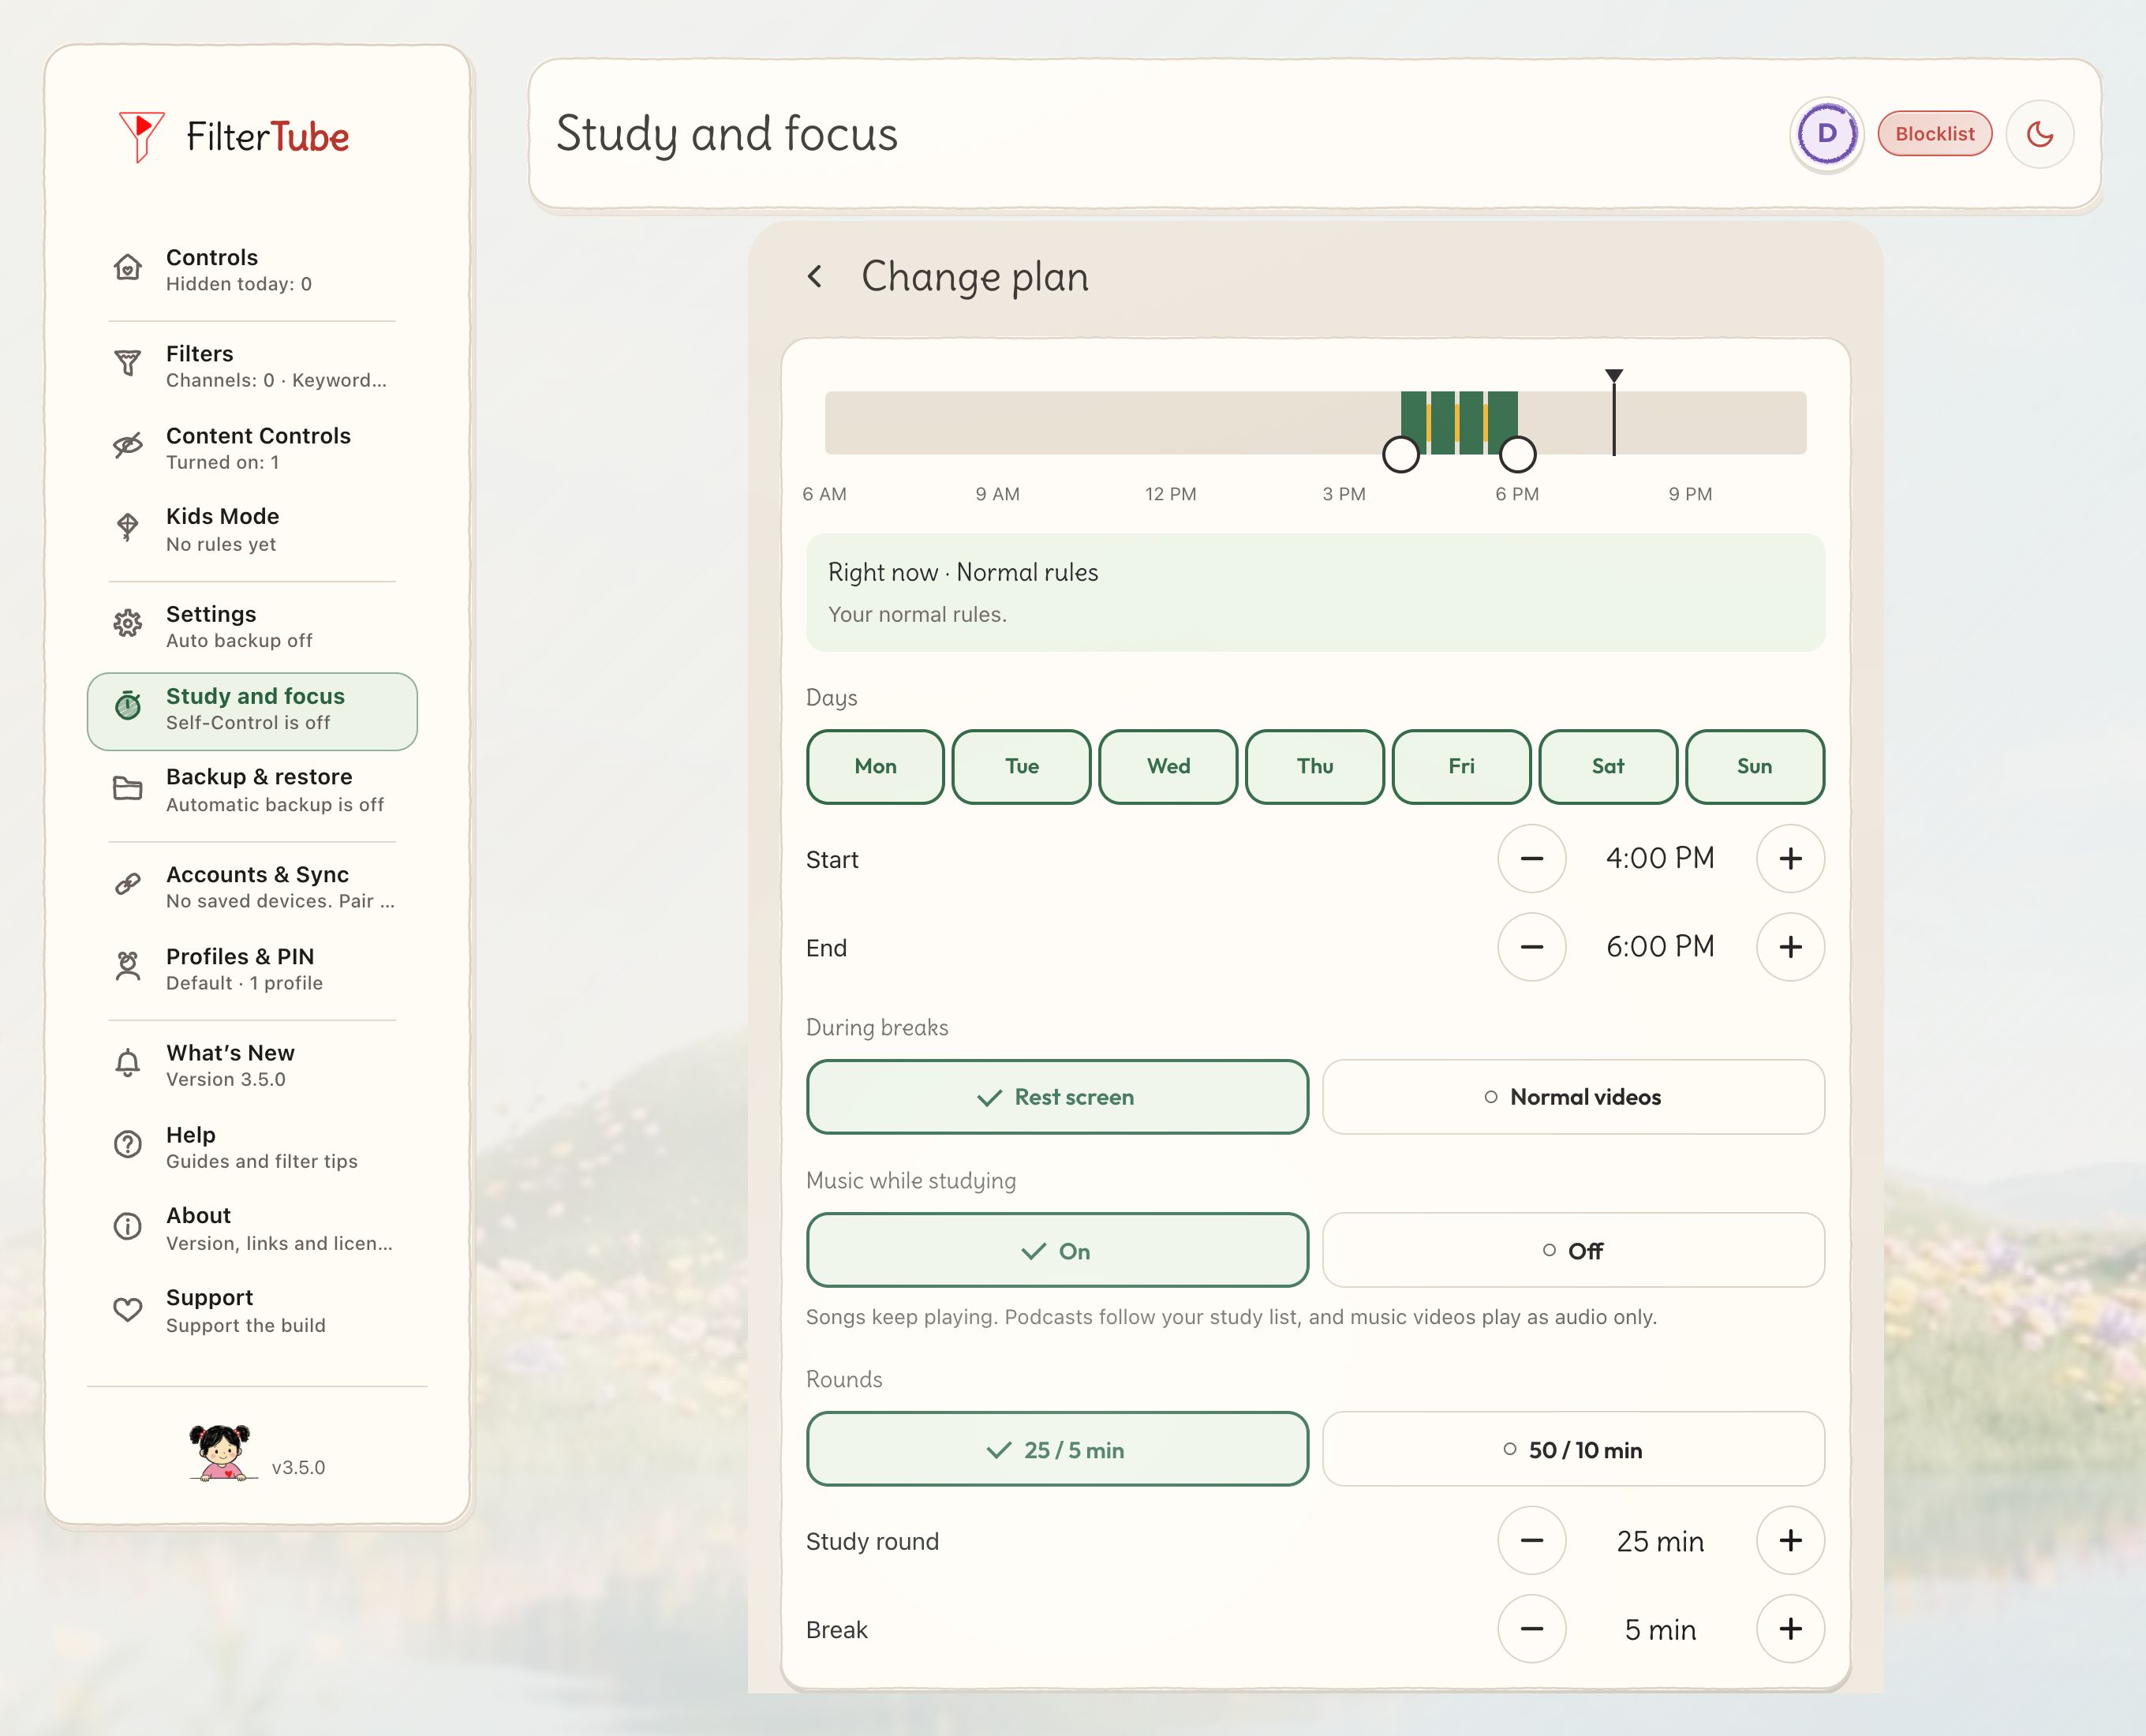 FilterTube
Controls
Hidden today: 0
Filters
Channels: 0 · Keyword...
Content Controls
Turned on: 1
Kids Mode
No rules yet
Settings
Auto backup off
Study and focus
Self-Control is off
Backup & restore
Automatic backup is off
Accounts & Sync
No saved devices. Pair ...
Profiles & PIN
Default · 1 profile
What's New
Version 3.5.0
Help
Guides and filter tips
About
Version, links and licen...
Support
Support the build
v3.5.0
Study and focus
D
Blocklist
Change plan
6 AM 9 AM 12 PM 3 PM 6 PM 9 PM
Right now · Normal rules
Your normal rules.
Days
Mon Tue Wed Thu Fri Sat Sun
Start 4:00 PM
End 6:00 PM
During breaks
Rest screen Normal videos
Music while studying
On Off
Songs keep playing. Podcasts follow your study list, and music videos play as audio only.
Rounds
25 / 5 min 50 / 10 min
Study round 25 min
Break 5 min